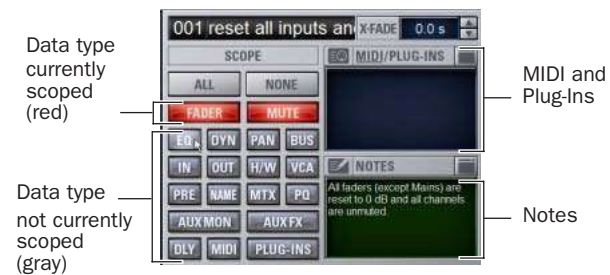 001 reset all inputs an
X-FADE
0.0 s
SCOPE
MIDI/PLUG-INS
ALL
NONE
FADER
MUTE
EQ
DYN
PAN
BUS
IN
OUT
H/W
VCA
NOTES
PRE
NAME
MTX
PQ
All faders (except Mains) are
reset to 0 dB and all channels
are unmuted.
AUX MON
AUX FX
DLY
MIDI
PLUG-INS
Data type
currently
scoped
(red)
Data type
not currently
scoped
(gray)
MIDI and
Plug-Ins
Notes